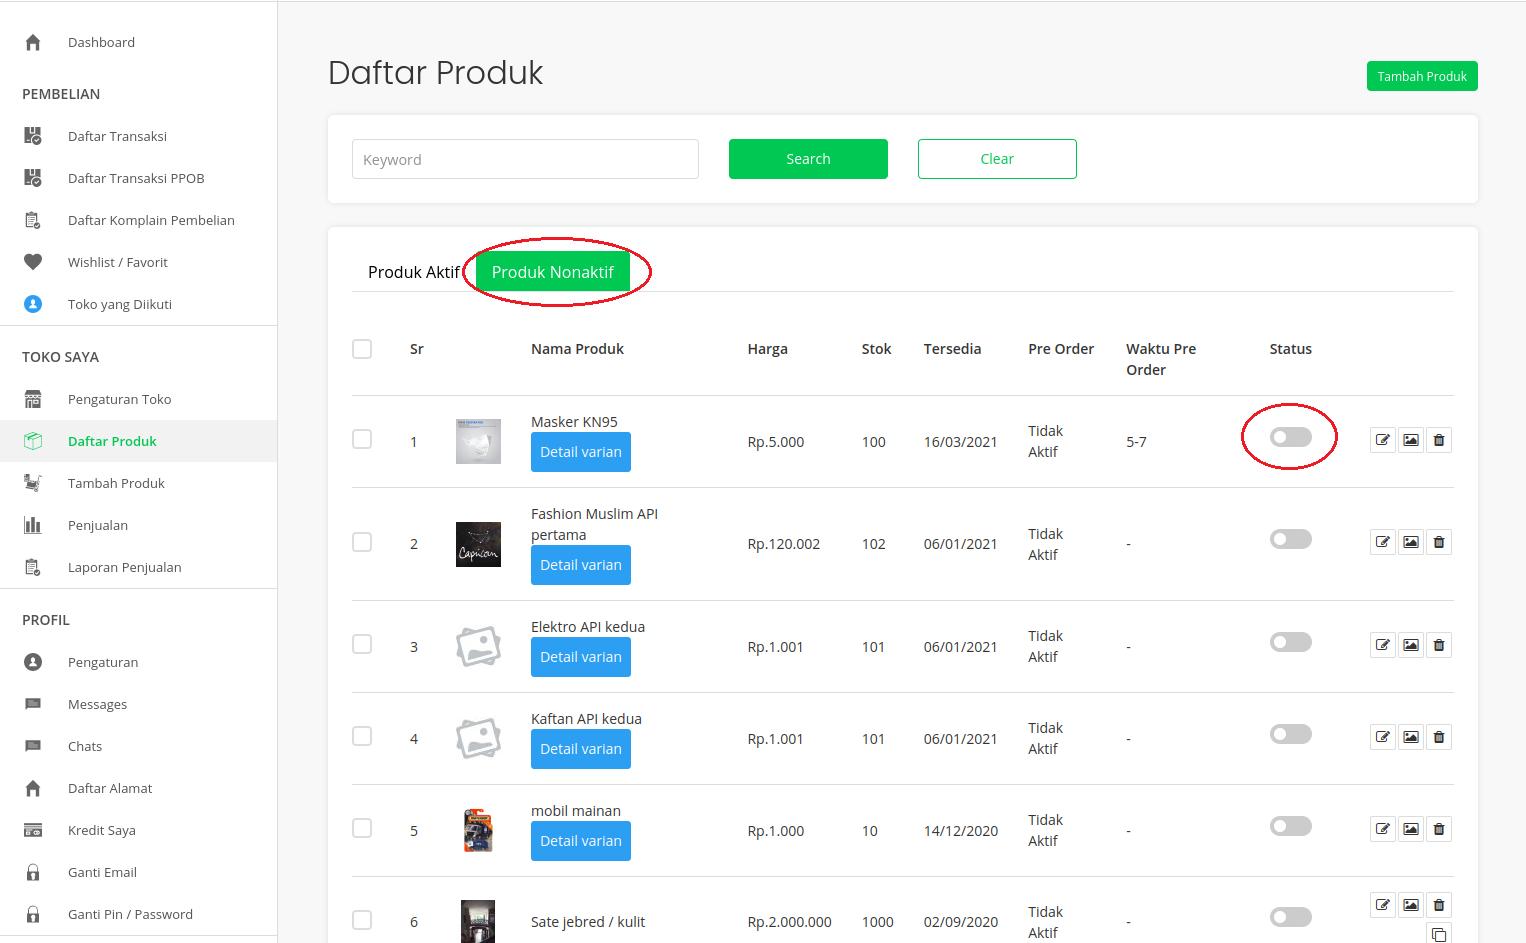 Dashboard
PEMBELIAN
Daftar Transaksi
Daftar Transaksi PPOB
Daftar Komplain Pembelian
Wishlist / Favorit
Toko yang Diikuti
TOKO SAYA
Pengaturan Toko
Daftar Produk
Tambah Produk
Penjualan
Laporan Penjualan
PROFIL
Pengaturan
Messages
Chats
Daftar Alamat
Kredit Saya
Ganti Email
Ganti Pin / Password
Daftar Produk
Tambah Produk
Keyword
Search
Clear
Produk Aktif
Produk Nonaktif
Sr
Nama Produk
Harga
Stok
Tersedia
Pre Order
Waktu Pre
Order
Status
1
Masker KN95
Detail varian
Rp.5.000
100
16/03/2021
Tidak
Aktif
5-7
2
Capricorn
Fashion Muslim API
pertama
Detail varian
Rp.120.002
102
06/01/2021
Tidak
Aktif
-
3
Elektro API kedua
Detail varian
Rp.1.001
101
06/01/2021
Tidak
Aktif
-
4
Kaftan API kedua
Detail varian
Rp.1.001
101
06/01/2021
Tidak
Aktif
-
5
mobil mainan
Detail varian
Rp.1.000
10
14/12/2020
Tidak
Aktif
-
6
Sate jebred / kulit
Rp.2.000.000
1000
02/09/2020
Tidak
Aktif
-